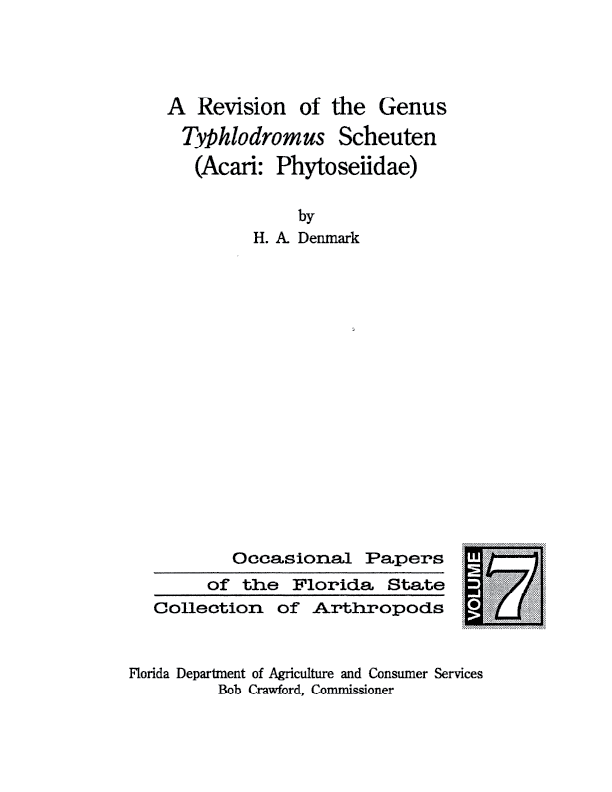 A Revision of the Genus
Typhlodromus Scheuten
(Acari: Phytoseiidae)
by
H. A. Denmark
Occasional Papers
of the Florida State
Collection of Arthropods
VOLUME 7
Florida Department of Agriculture and Consumer Services
Bob Crawford, Commissioner